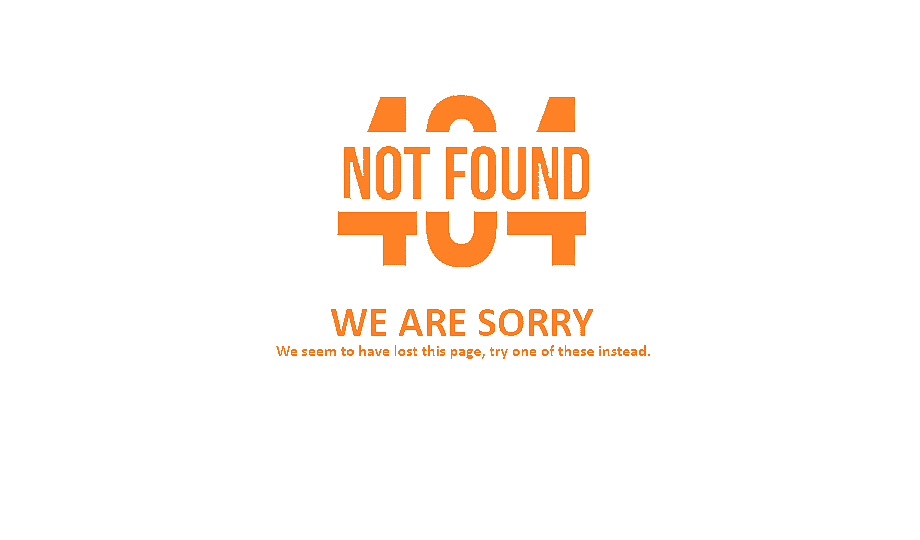 404
NOT FOUND
WE ARE SORRY
We seem to have lost this page, try one of these instead.